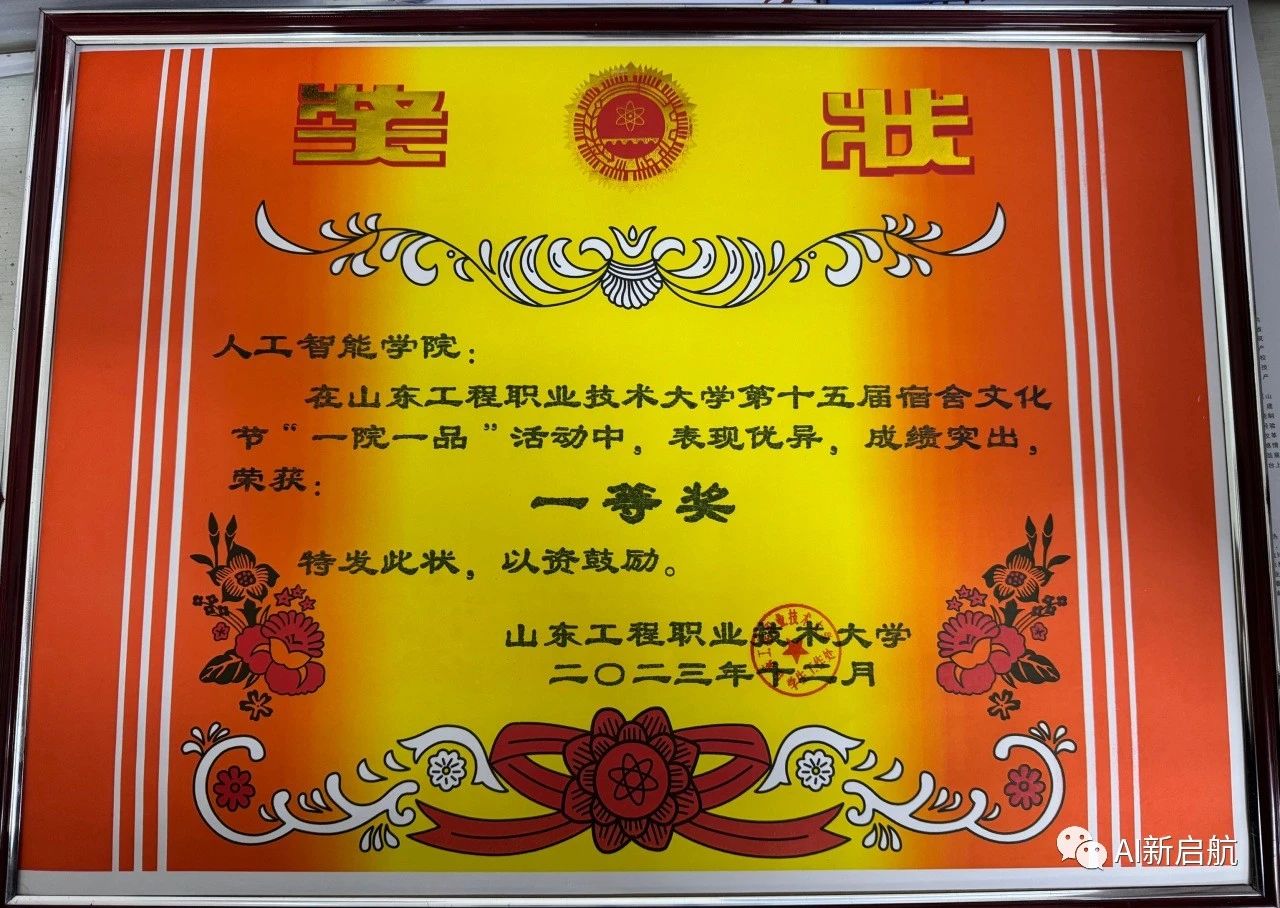 奖状
人工智能学院：
在山东工程职业技术大学第十五届宿舍文化
节“一院一品”活动中，表现优异，成绩突出，
荣获：
一等奖
特发此状，以资鼓励。
山东工程职业技术大学
二〇二三年十二月
AI新启航